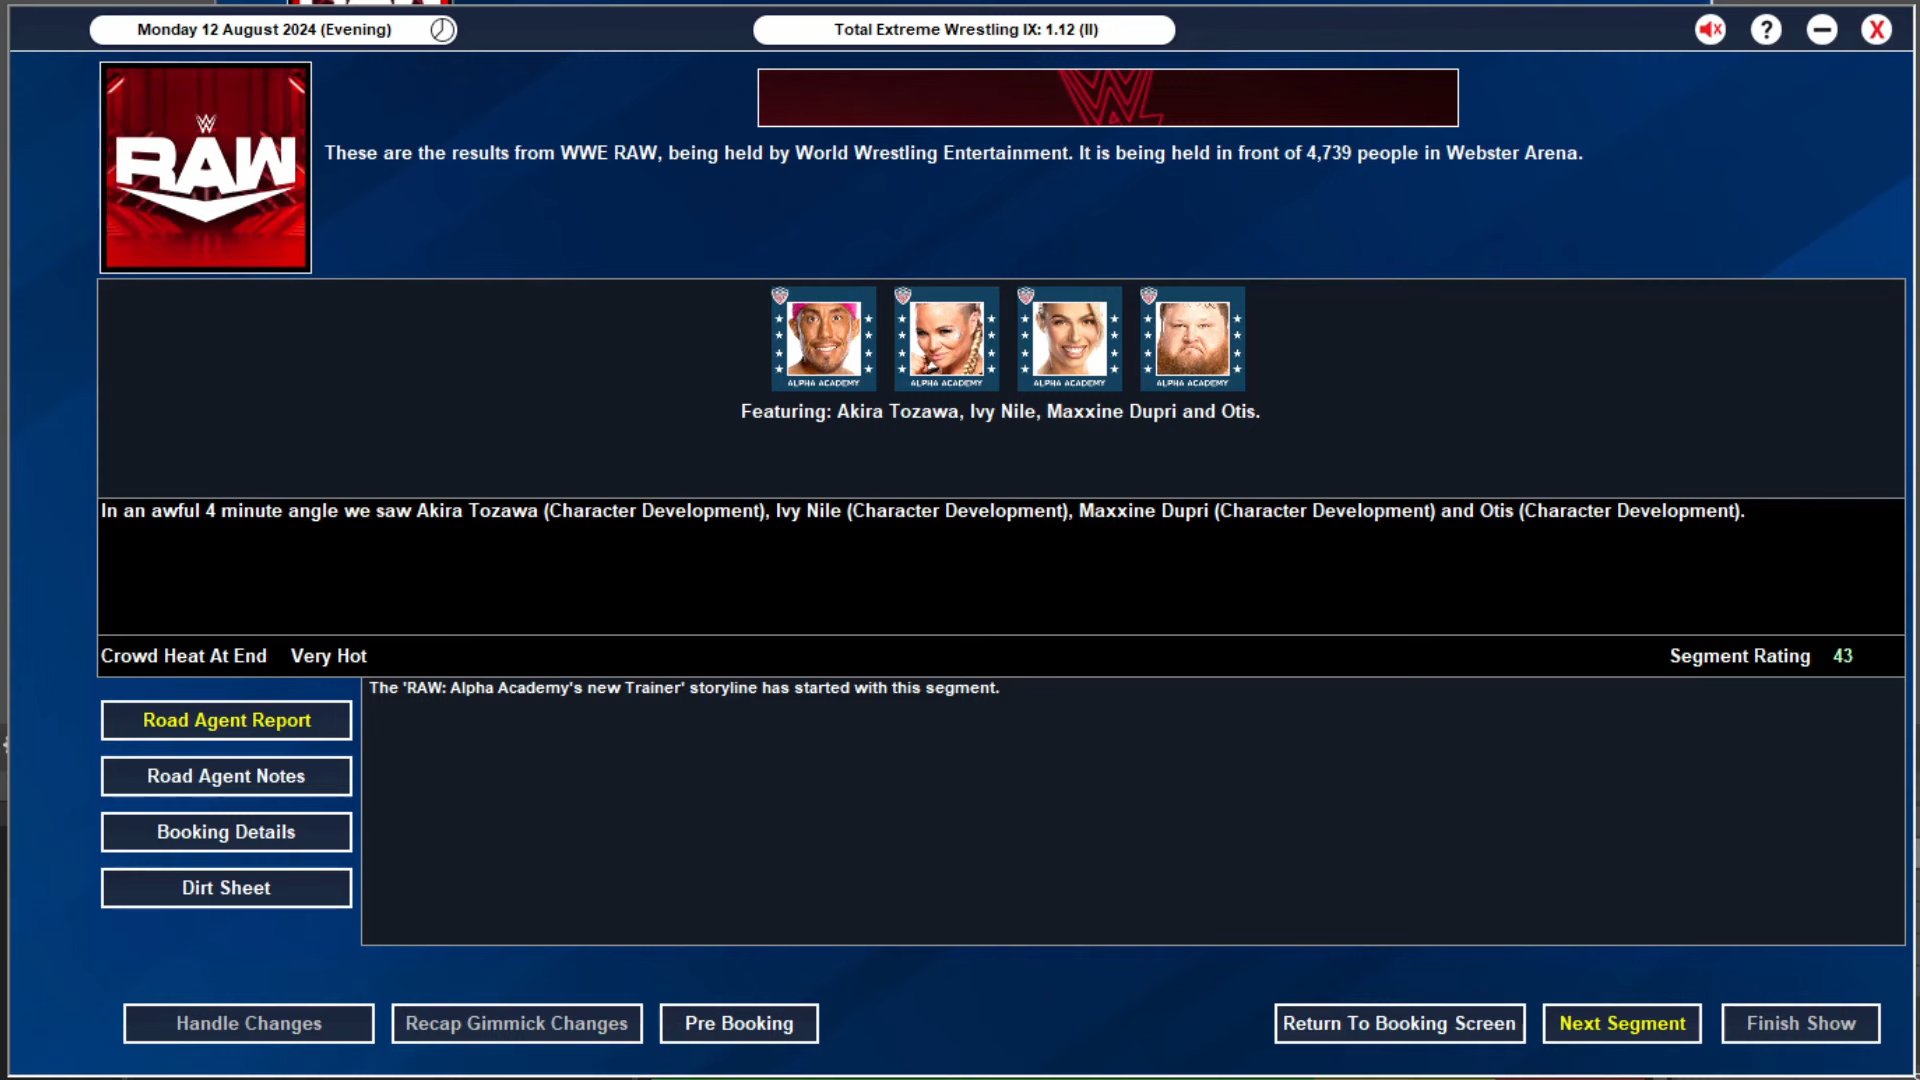 Monday 12 August 2024 (Evening)
Total Extreme Wrestling IX: 1.12 (II)
?
X
W
RAW
These are the results from WWE RAW, being held by World Wrestling Entertainment. It is being held in front of 4,739 people in Webster Arena.
ALPHA ACADEMY
ALPHA ACADEMY
ALPHA ACADEMY
ALPHA ACADEMY
Featuring: Akira Tozawa, Ivy Nile, Maxxine Dupri and Otis.
In an awful 4 minute angle we saw Akira Tozawa (Character Development), Ivy Nile (Character Development), Maxxine Dupri (Character Development) and Otis (Character Development).
Crowd Heat At End Very Hot
Segment Rating 43
The 'RAW: Alpha Academy's new Trainer' storyline has started with this segment.
Road Agent Report
Road Agent Notes
Booking Details
Dirt Sheet
Handle Changes
Recap Gimmick Changes
Pre Booking
Return To Booking Screen
Next Segment
Finish Show